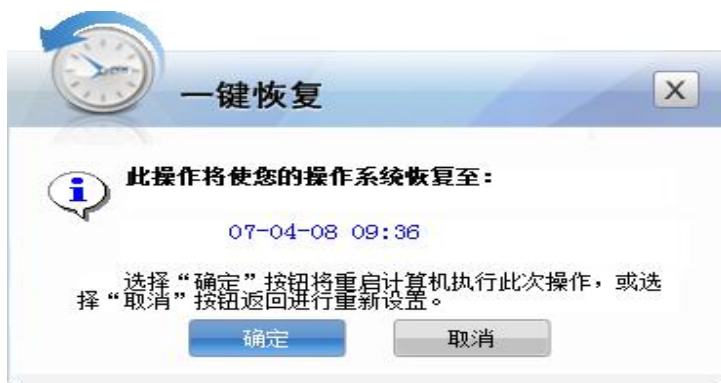 一键恢复
此操作将使您的操作系统恢复至:
07-04-08 09:36
选择“确定”按钮将重启计算机执行此次操作,或选
择“取消”按钮返回进行重新设置。
确定 取消